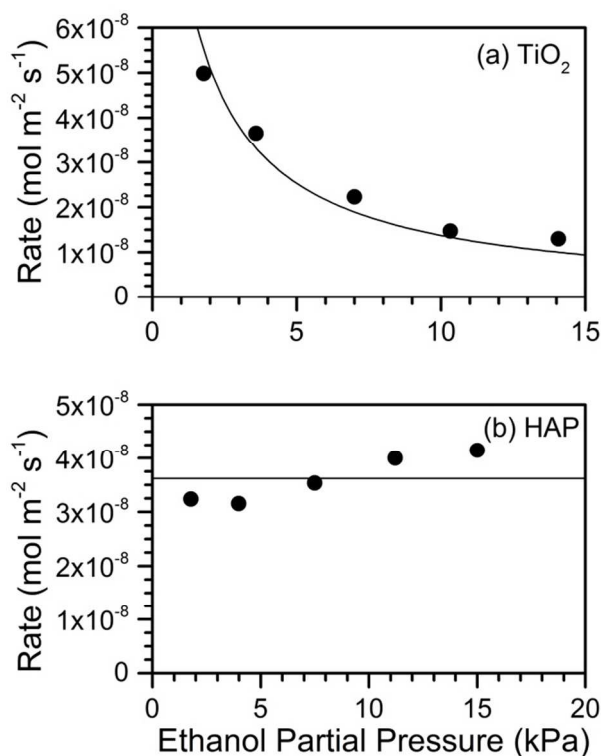 6x10⁻⁸
5x10⁻⁸
4x10⁻⁸
3x10⁻⁸
2x10⁻⁸
1x10⁻⁸
0
Rate (mol m⁻² s⁻¹)
(a) TiO₂
0 5 10 15
5x10⁻⁸
4x10⁻⁸
3x10⁻⁸
2x10⁻⁸
1x10⁻⁸
0
Rate (mol m⁻² s⁻¹)
(b) HAP
0 5 10 15 20
Ethanol Partial Pressure (kPa)